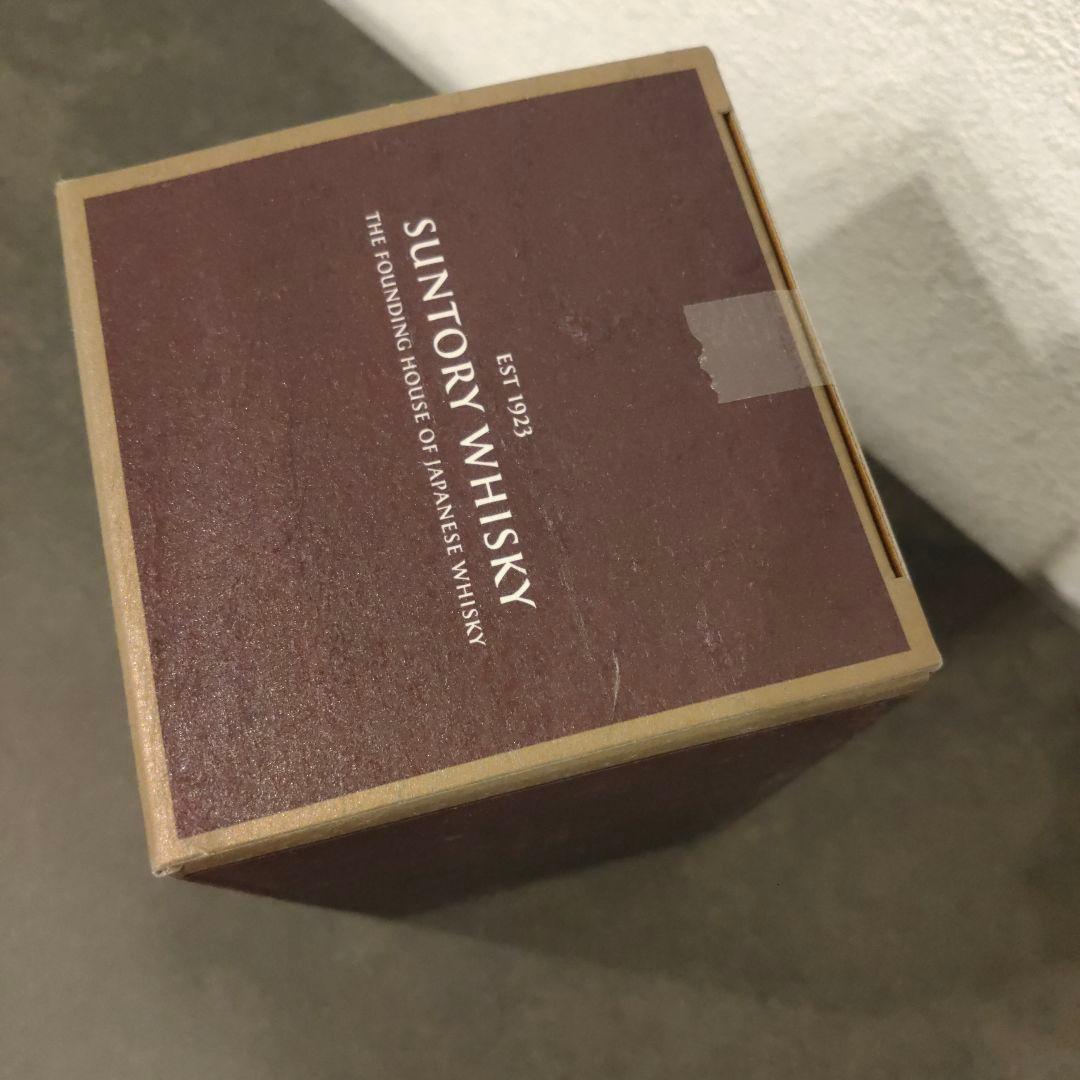 EST 1923
SUNTORY WHISKY
THE FOUNDING HOUSE OF JAPANESE WHISKY